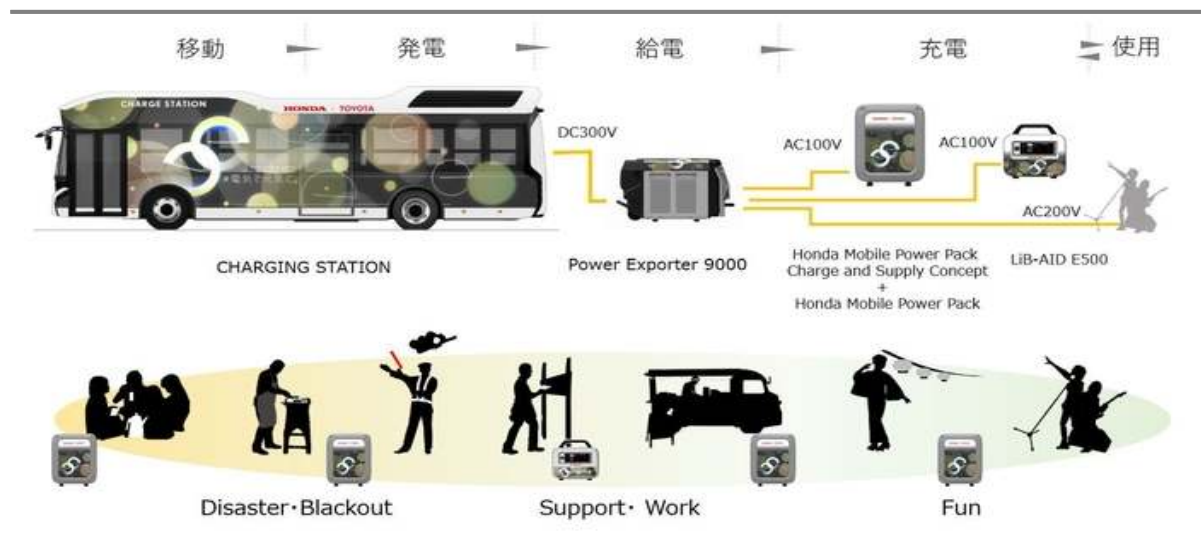 移動
発電
給電
充電
使用
CHARGE STATION
HONDA · TOYOTA
DC300V
AC100V
AC100V
AC200V
CHARGING STATION
Power Exporter 9000
Honda Mobile Power Pack
Charge and Supply Concept
+
Honda Mobile Power Pack
LiB-AID E500
Disaster・Blackout
Support・ Work
Fun